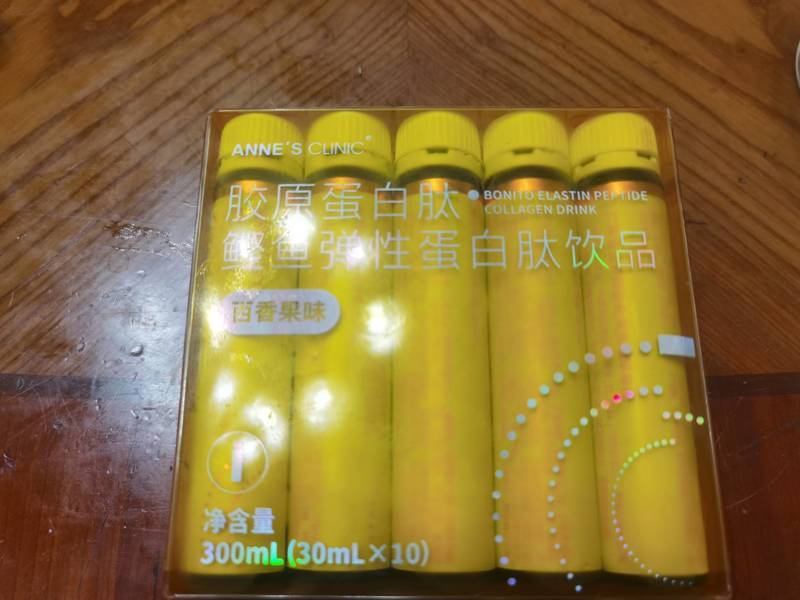 ANNE'S CLINIC
胶原蛋白肽•
BONITO ELASTIN PEPTIDE
COLLAGEN DRINK
鲣鱼弹性蛋白肽饮品
百香果味
净含量
300mL(30mL×10)